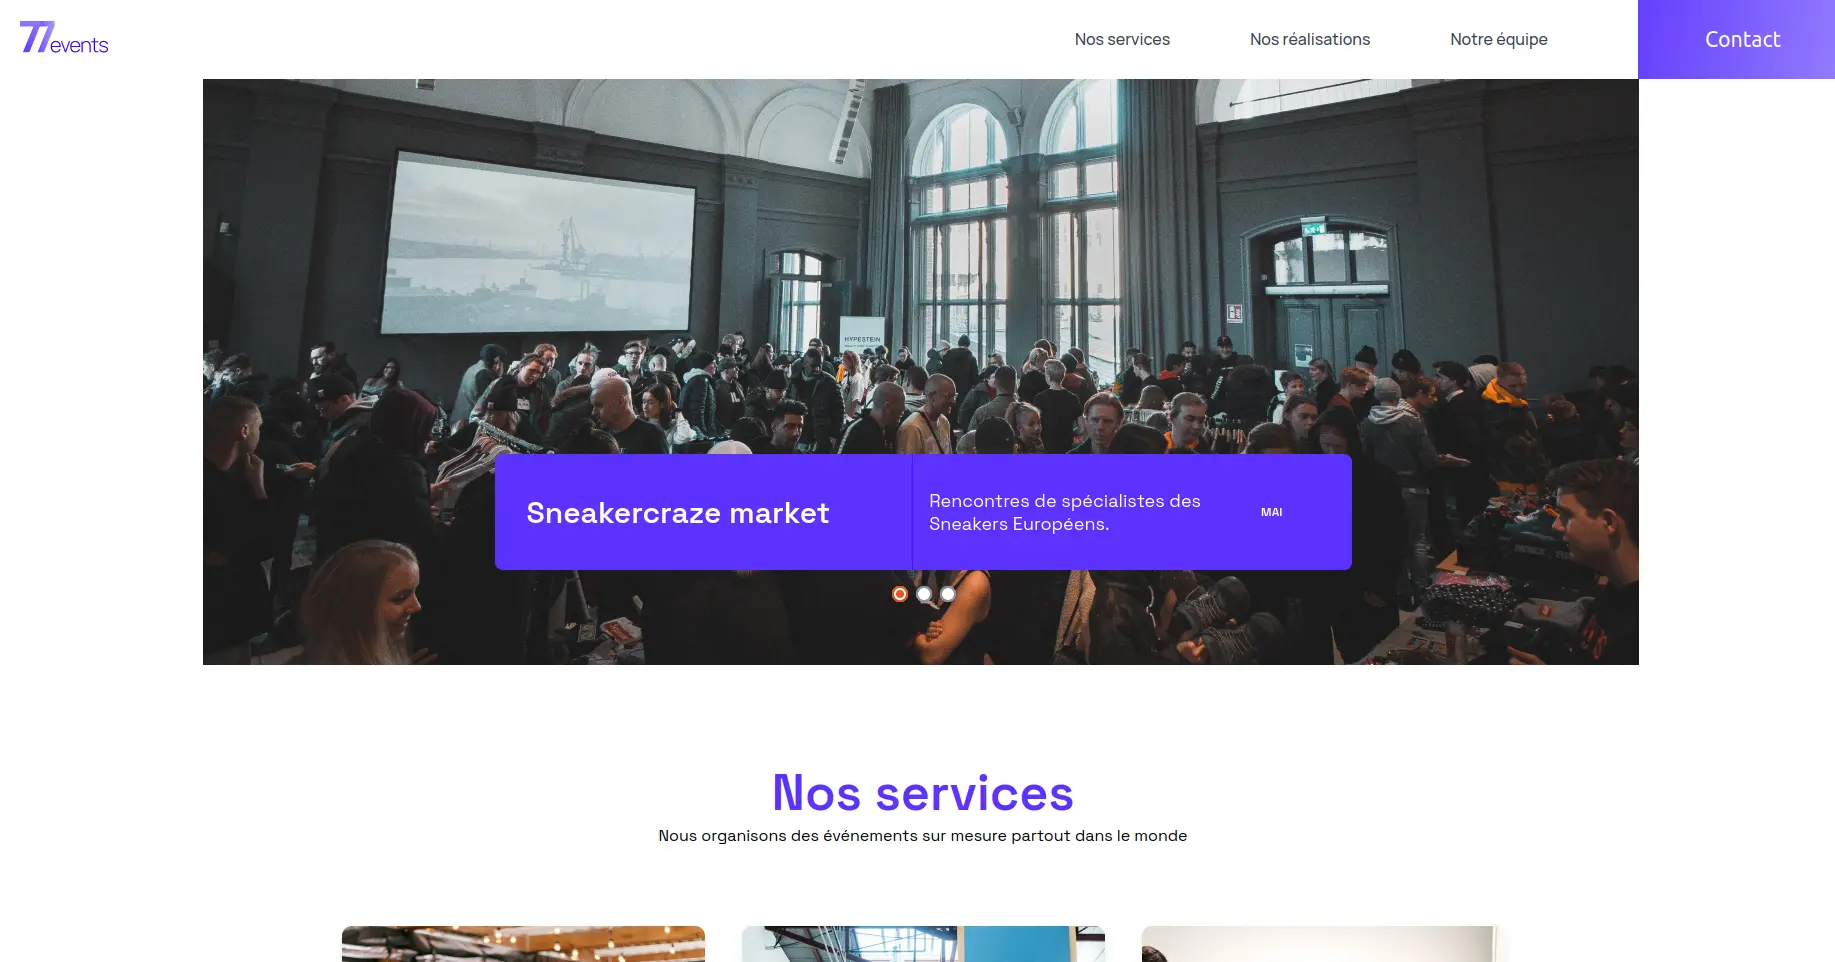 77events
Nos services
Nos réalisations
Notre équipe
Contact
HYPESTEIN
Sneakercraze market
Rencontres de spécialistes des
Sneakers Européens.
MAI
Nos services
Nous organisons des événements sur mesure partout dans le monde